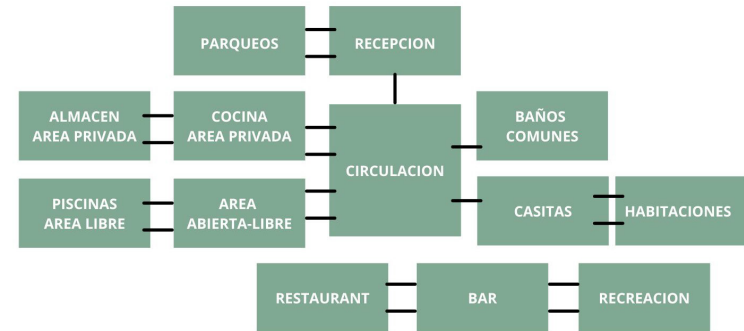 PARQUEOS
RECEPCION
ALMACEN
AREA PRIVADA
COCINA
AREA PRIVADA
CIRCULACION
BAÑOS
COMUNES
PISCINAS
AREA LIBRE
AREA
ABIERTA-LIBRE
CASITAS
HABITACIONES
RESTAURANT
BAR
RECREACION